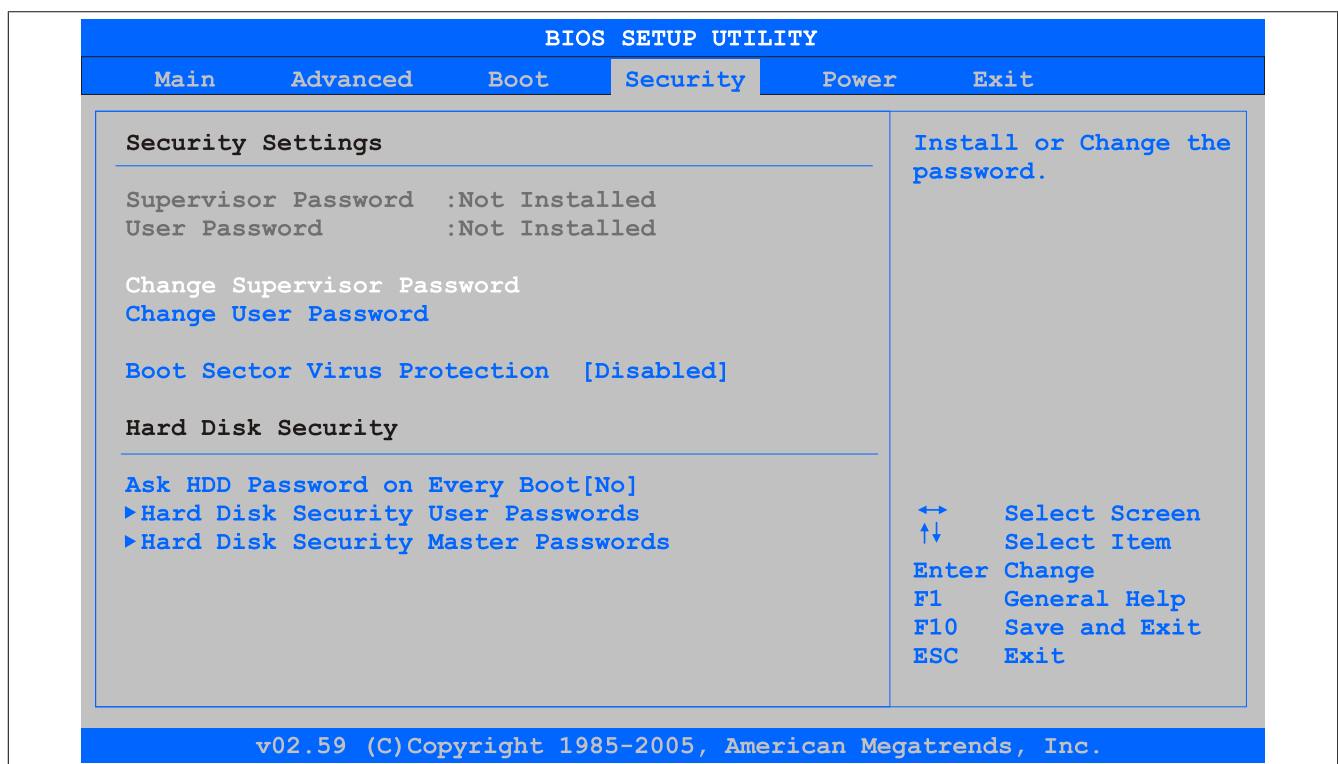 BIOS SETUP UTILITY
Main Advanced Boot Security Power Exit
Security Settings
Supervisor Password :Not Installed
User Password :Not Installed
Change Supervisor Password
Change User Password
Boot Sector Virus Protection [Disabled]
Hard Disk Security
Ask HDD Password on Every Boot[No]
▶Hard Disk Security User Passwords
▶Hard Disk Security Master Passwords
Install or Change the
password.
↔ Select Screen
↑↓ Select Item
Enter Change
F1 General Help
F10 Save and Exit
ESC Exit
v02.59 (C)Copyright 1985-2005, American Megatrends, Inc.